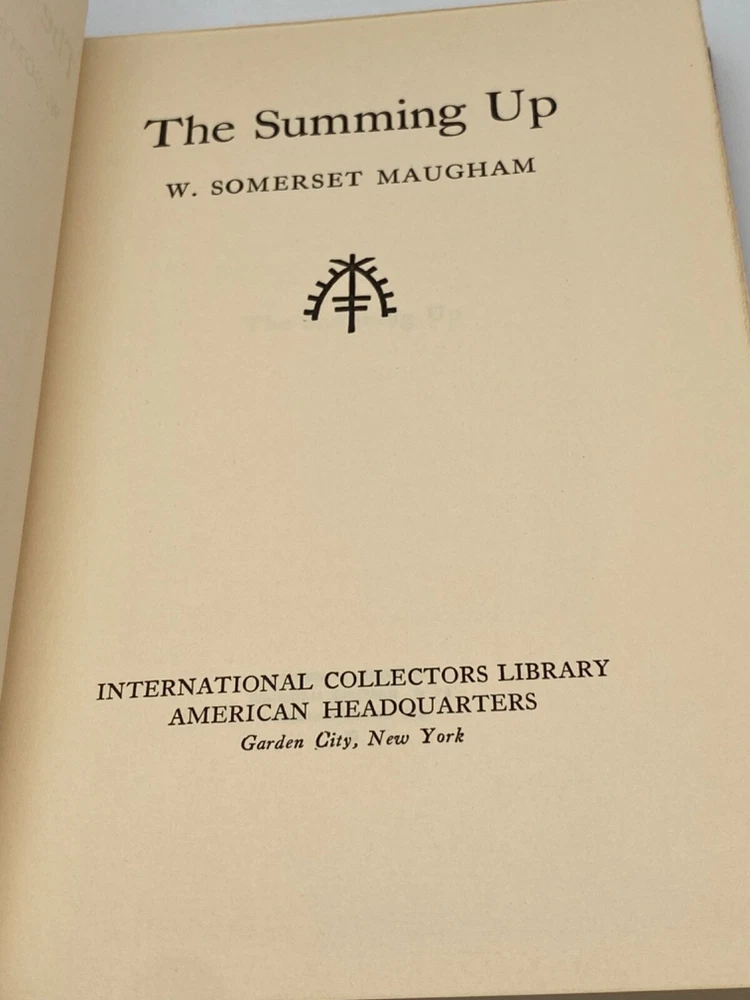 The Summing Up
W. SOMERSET MAUGHAM
INTERNATIONAL COLLECTORS LIBRARY
AMERICAN HEADQUARTERS
Garden City, New York